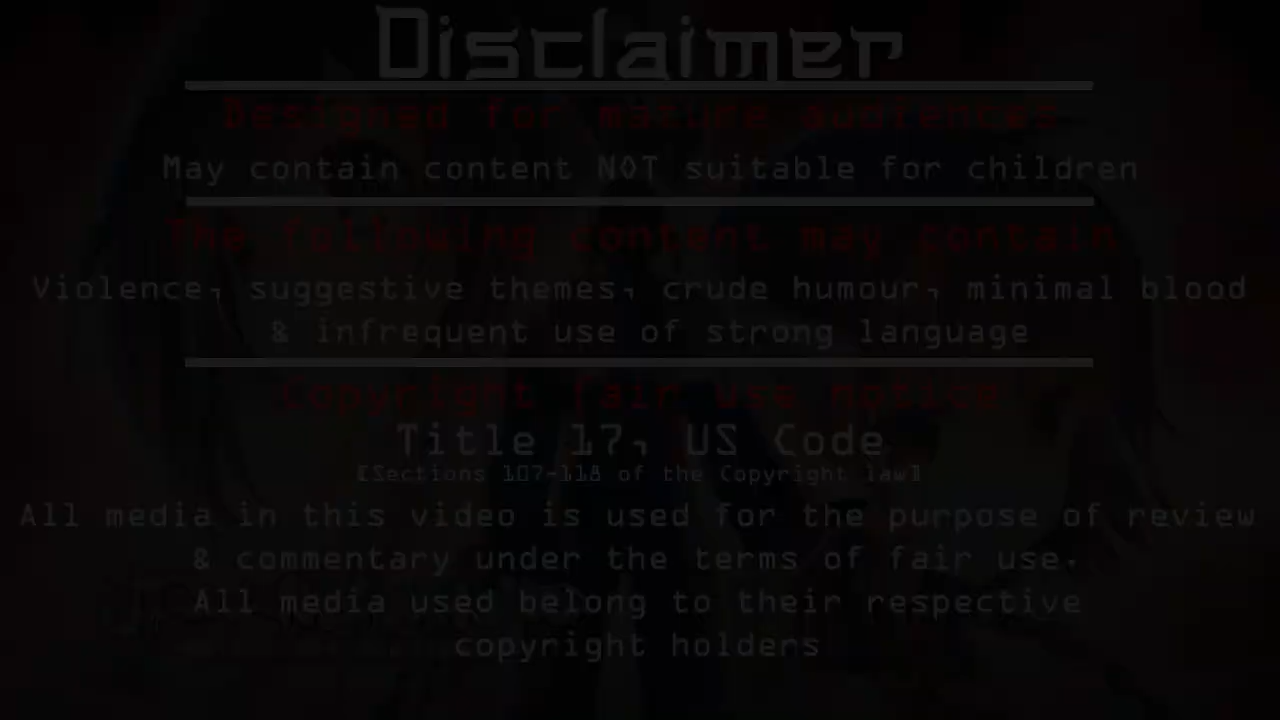 Disclaimer
Designed for mature audiences
May contain content NOT suitable for children
The following content may contain
Violence, suggestive themes, crude humour, minimal blood
& infrequent use of strong language
Copyright fair use notice
Title 17, US Code
[Sections 107-118 of the Copyright law]
All media in this video is used for the purpose of review
& commentary under the terms of fair use.
All media used belong to their respective
copyright holders